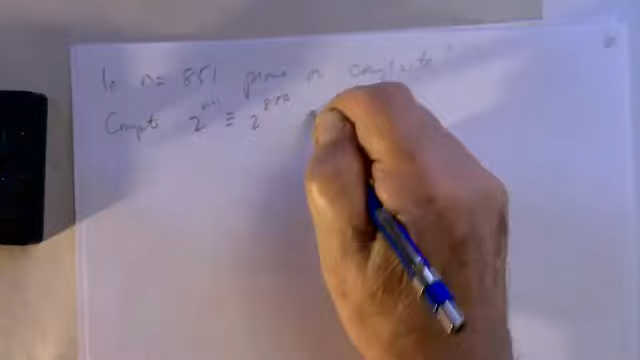 Is n = 851 prime or composite
Compute 2^{n-1} ≡ 2^{850}